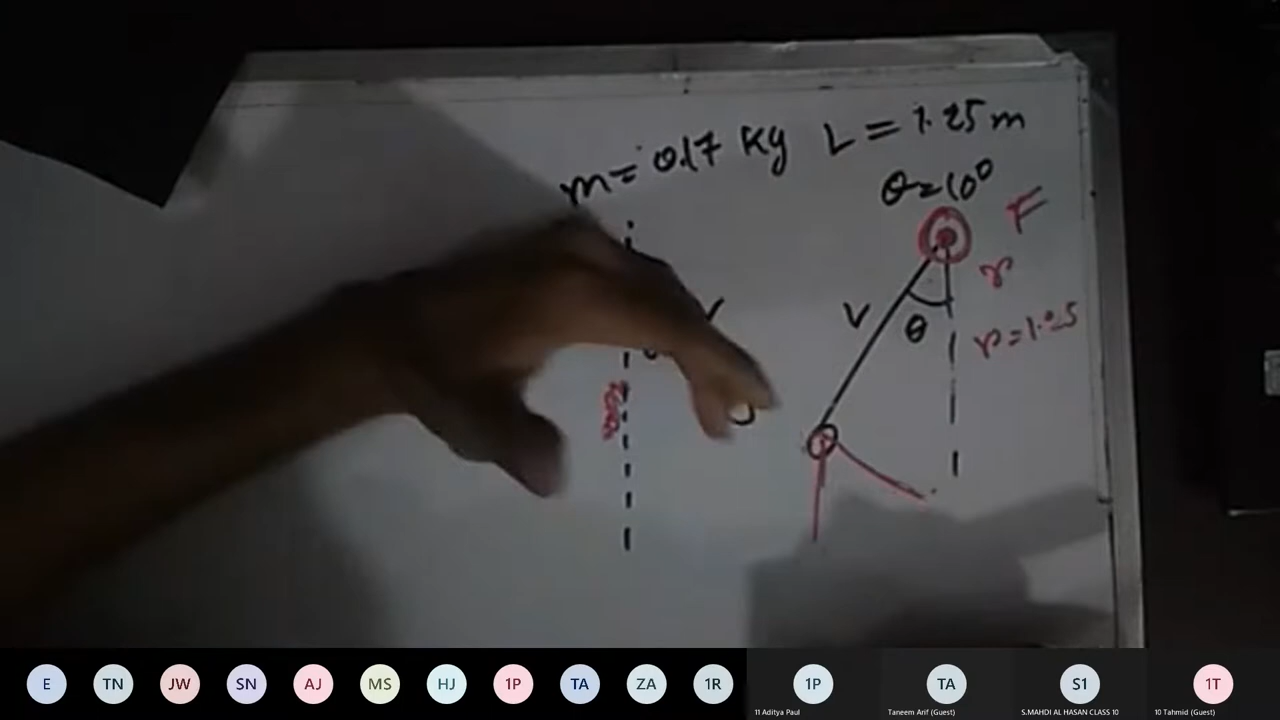 m = 0.17 kg L = 1.25 m
θ = 10°
F
r
V
θ
r = 1.25
E TN JW SN AJ MS HJ 1P TA ZA 1R 1P TA S1 1T
11 Aditya Paul Taneem Arif (Guest) S.MAHDI AL HASAN CLASS 10 10 Tahmid (Guest)